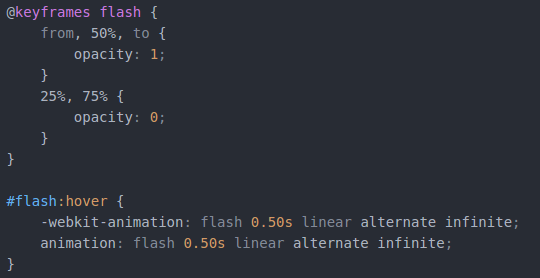 @keyframes flash {
    from, 50%, to {
        opacity: 1;
    }
    25%, 75% {
        opacity: 0;
    }
}

#flash:hover {
    -webkit-animation: flash 0.50s linear alternate infinite;
    animation: flash 0.50s linear alternate infinite;
}